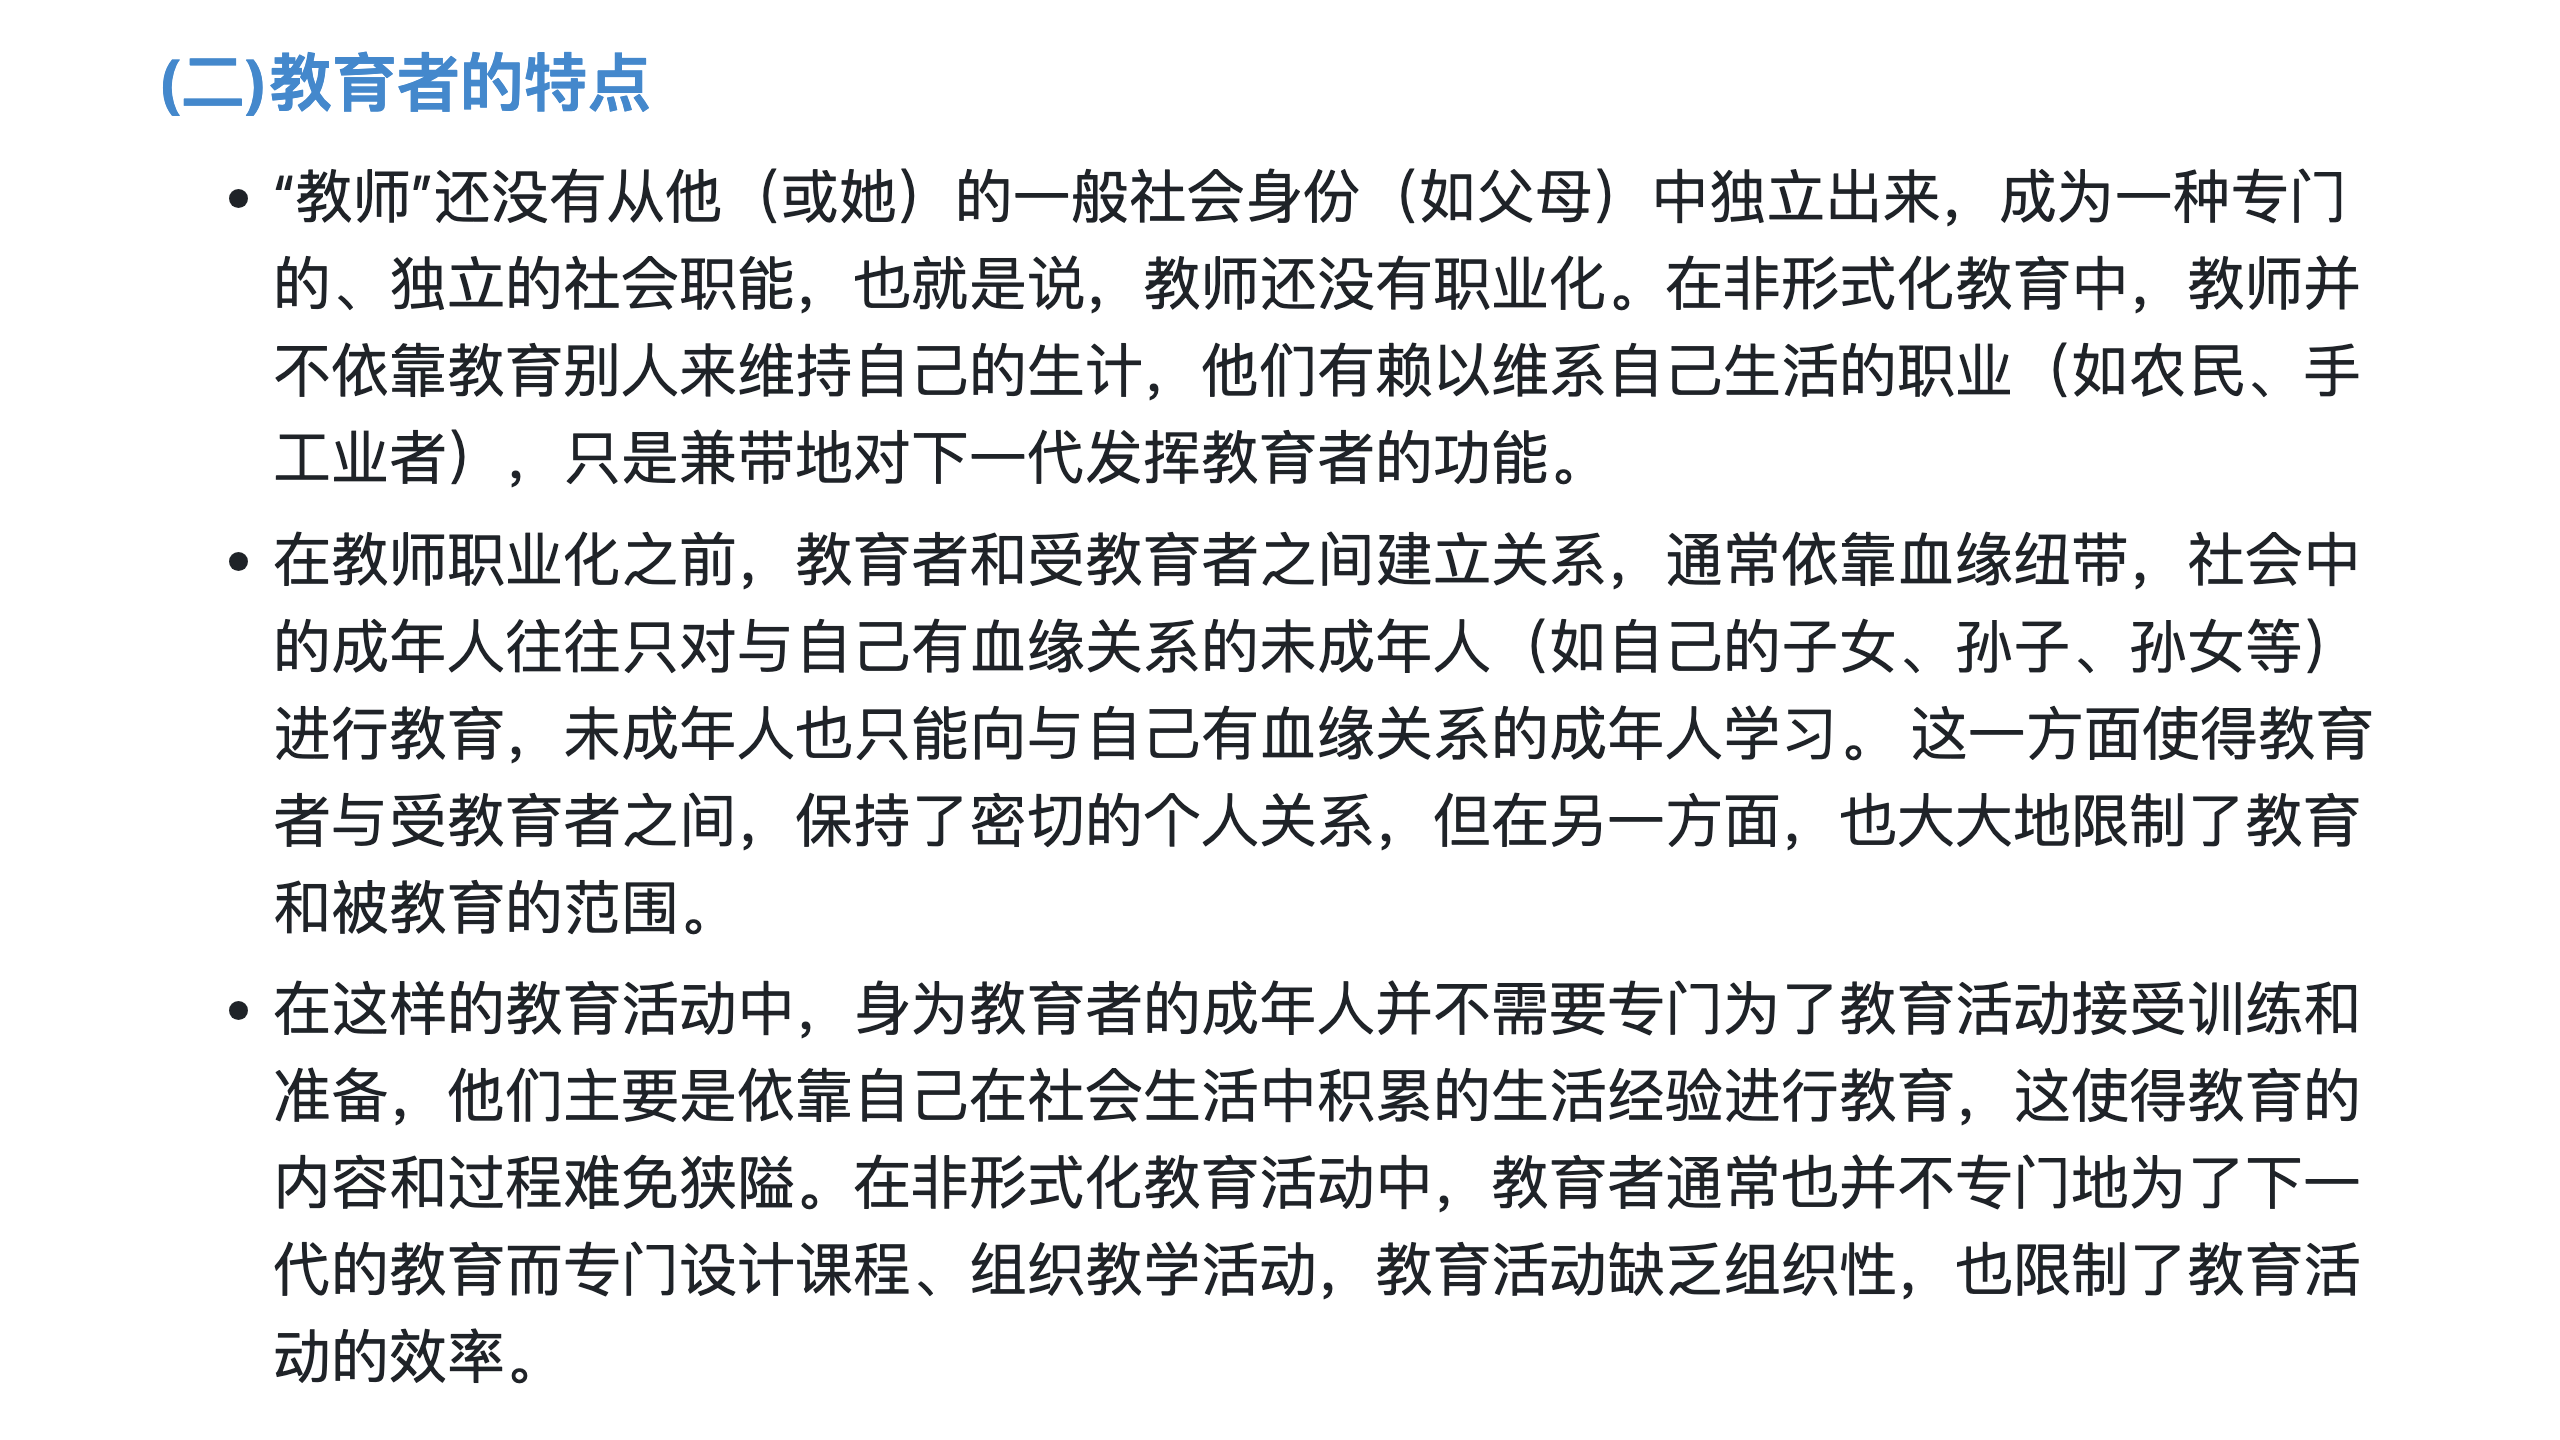 (二)教育者的特点
• “教师”还没有从他（或她）的一般社会身份（如父母）中独立出来，成为一种专门
的、独立的社会职能，也就是说，教师还没有职业化。在非形式化教育中，教师并
不依靠教育别人来维持自己的生计，他们有赖以维系自己生活的职业（如农民、手
工业者），只是兼带地对下一代发挥教育者的功能。
• 在教师职业化之前，教育者和受教育者之间建立关系，通常依靠血缘纽带，社会中
的成年人往往只对与自己有血缘关系的未成年人（如自己的子女、孙子、孙女等）
进行教育，未成年人也只能向与自己有血缘关系的成年人学习。 这一方面使得教育
者与受教育者之间，保持了密切的个人关系，但在另一方面，也大大地限制了教育
和被教育的范围。
• 在这样的教育活动中，身为教育者的成年人并不需要专门为了教育活动接受训练和
准备，他们主要是依靠自己在社会生活中积累的生活经验进行教育，这使得教育的
内容和过程难免狭隘。在非形式化教育活动中，教育者通常也并不专门地为了下一
代的教育而专门设计课程、组织教学活动，教育活动缺乏组织性，也限制了教育活
动的效率。